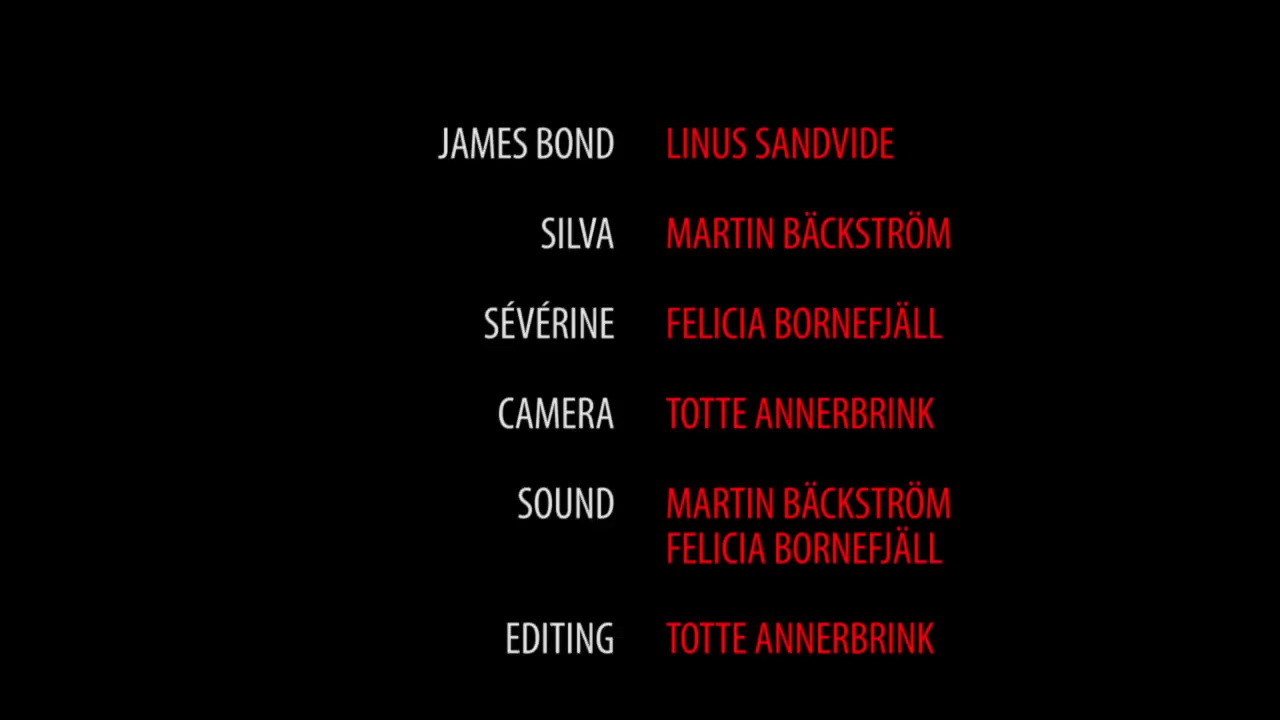 JAMES BOND LINUS SANDVIDE
SILVA MARTIN BÄCKSTRÖM
SÉVÉRINE FELICIA BORNEFJÄLL
CAMERA TOTTE ANNERBRINK
SOUND MARTIN BÄCKSTRÖM
FELICIA BORNEFJÄLL
EDITING TOTTE ANNERBRINK